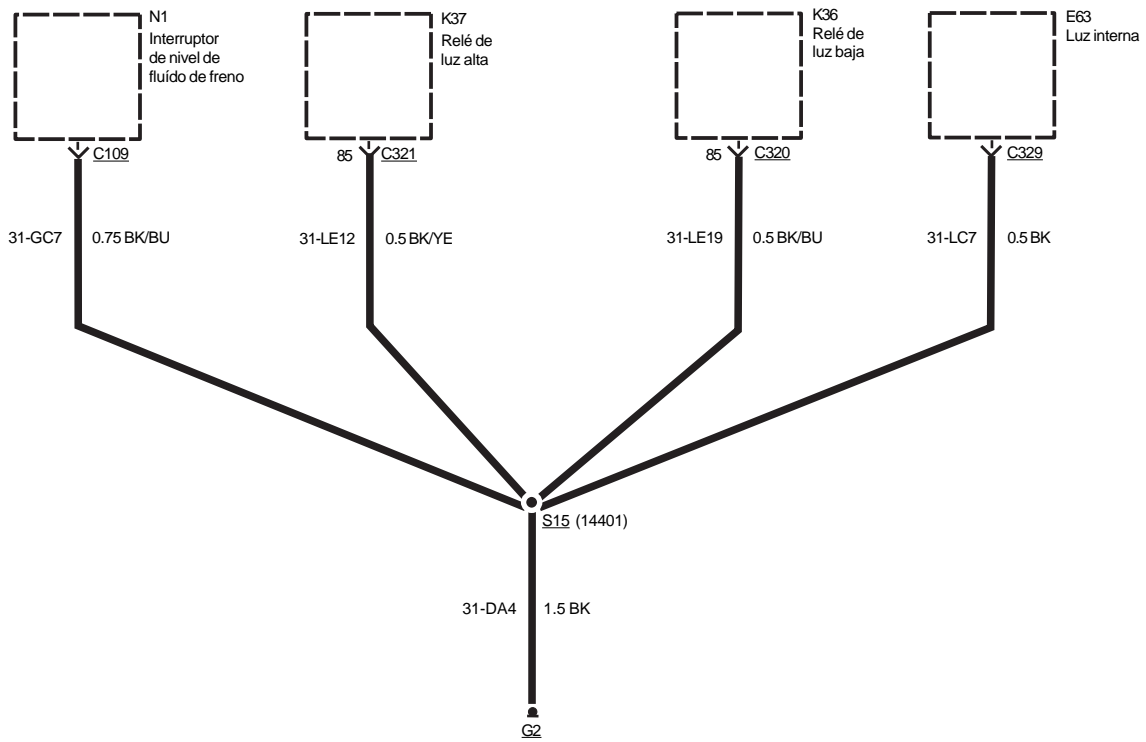 N1
Interruptor
de nivel de
fluído de freno
K37
Relé de
luz alta
K36
Relé de
luz baja
E63
Luz interna
C109
85 C321
85 C320
C329
31-GC7 0.75 BK/BU
31-LE12 0.5 BK/YE
31-LE19 0.5 BK/BU
31-LC7 0.5 BK
S15 (14401)
31-DA4 1.5 BK
G2